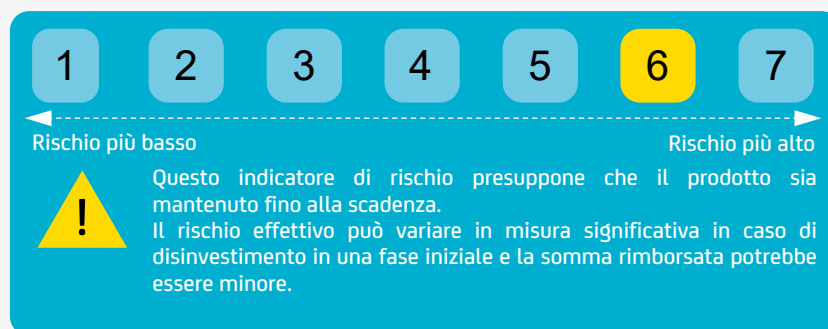 1 2 3 4 5 6 7
Rischio più basso Rischio più alto
! Questo indicatore di rischio presuppone che il prodotto sia
mantenuto fino alla scadenza.
Il rischio effettivo può variare in misura significativa in caso di
disinvestimento in una fase iniziale e la somma rimborsata potrebbe
essere minore.